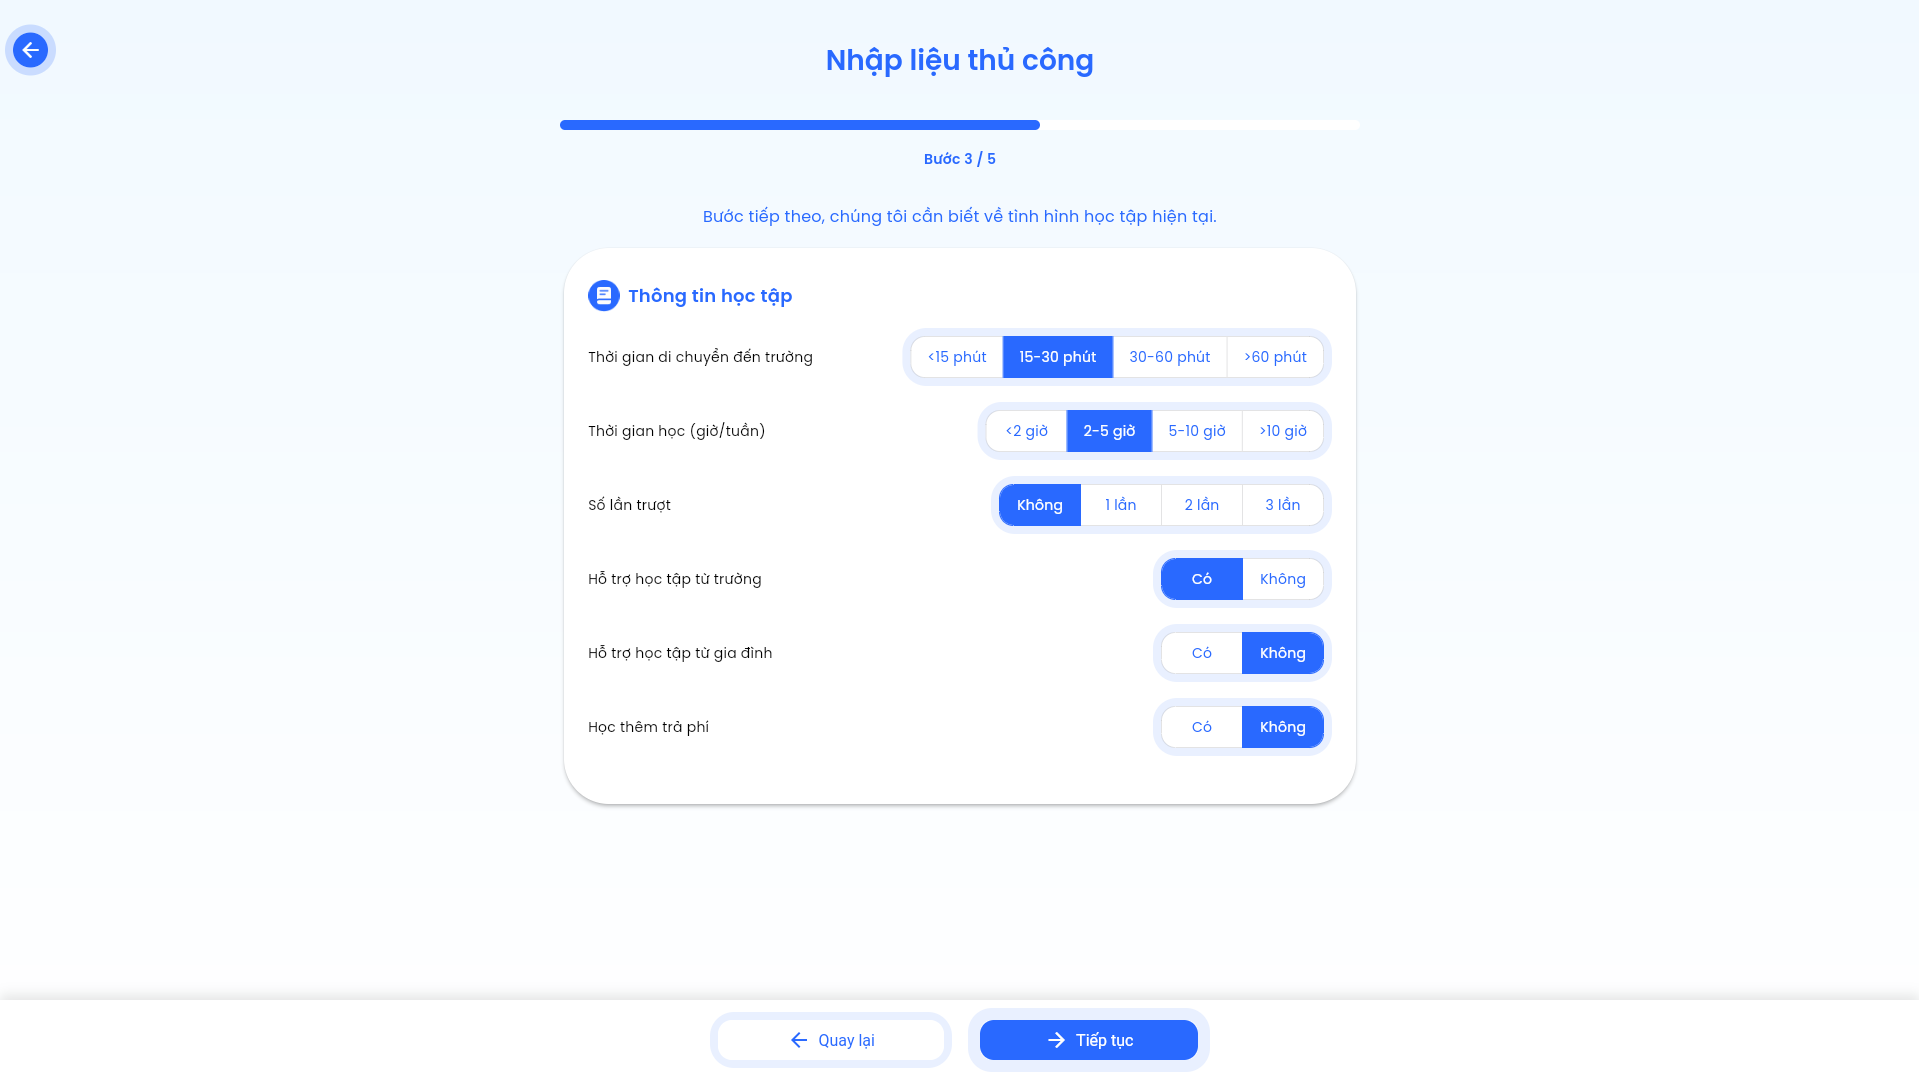 Nhập liệu thủ công
Bước 3 / 5
Bước tiếp theo, chúng tôi cần biết về tình hình học tập hiện tại.
Thông tin học tập
Thời gian di chuyển đến trường <15 phút 15-30 phút 30-60 phút >60 phút
Thời gian học (giờ/tuần) <2 giờ 2-5 giờ 5-10 giờ >10 giờ
Số lần trượt Không 1 lần 2 lần 3 lần
Hỗ trợ học tập từ trường Có Không
Hỗ trợ học tập từ gia đình Có Không
Học thêm trả phí Có Không
Quay lại Tiếp tục